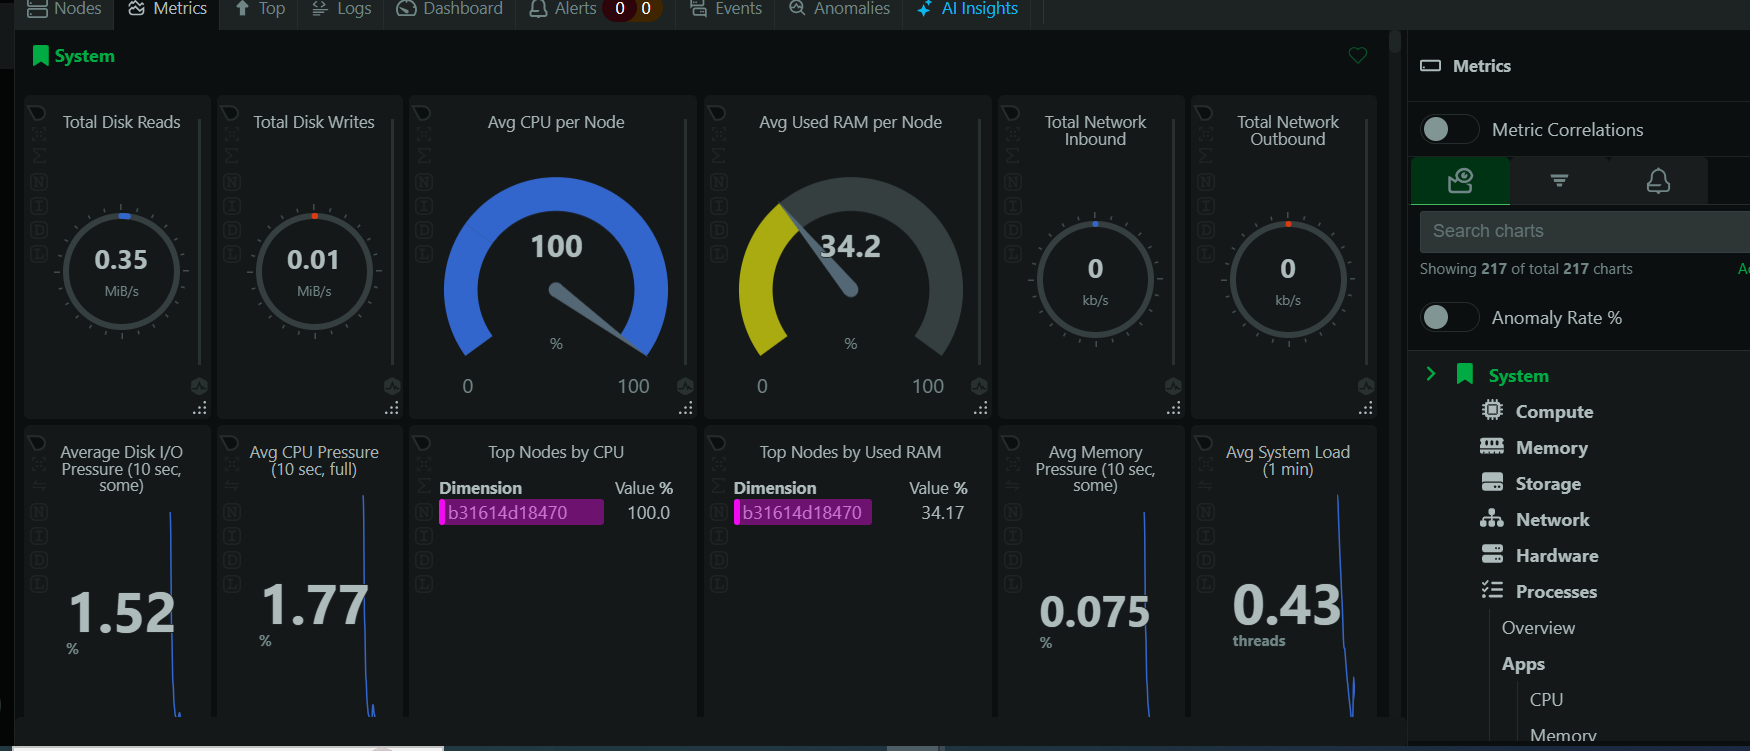 Nodes
Metrics
Top
Logs
Dashboard
Alerts
0 0
Events
Anomalies
AI Insights
System
Total Disk Reads
0.35
MiB/s
Total Disk Writes
0.01
MiB/s
Avg CPU per Node
100
%
0 100
Avg Used RAM per Node
34.2
%
0 100
Total Network
Inbound
0
kb/s
Total Network
Outbound
0
kb/s
N
I
D
L
N
I
D
L
N
I
D
L
N
I
D
L
N
I
D
L
N
I
D
L
Average Disk I/O
Pressure (10 sec,
some)
1.52
%
Avg CPU Pressure
(10 sec, full)
1.77
%
Top Nodes by CPU
Dimension Value %
b31614d18470 100.0
Top Nodes by Used RAM
Dimension Value %
b31614d18470 34.17
Avg Memory
Pressure (10 sec,
some)
0.075
%
Avg System Load
(1 min)
0.43
threads
N
I
D
L
N
I
D
L
N
I
D
L
N
I
D
L
N
I
D
L
N
I
D
L
Metrics
Metric Correlations
Search charts
Showing 217 of total 217 charts
Anomaly Rate %
System
Compute
Memory
Storage
Network
Hardware
Processes
Overview
Apps
CPU
Memory